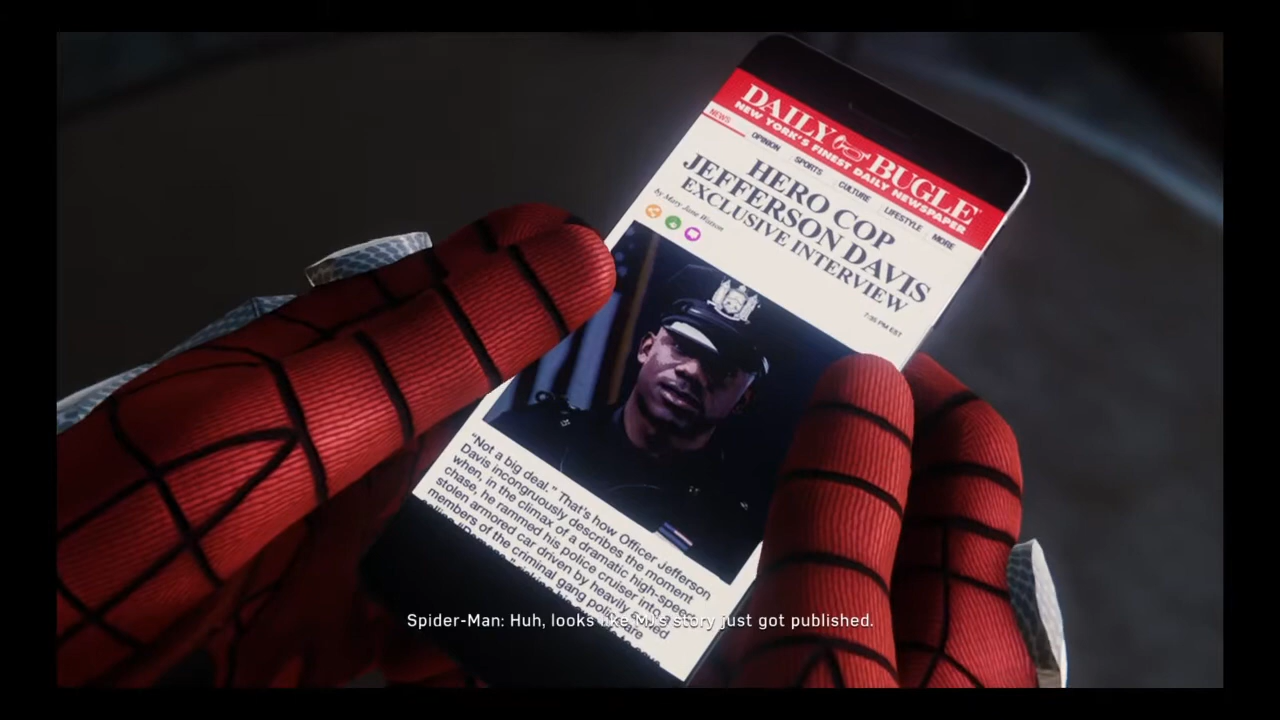 DAILY BUGLE
NEW YORK'S FINEST DAILY NEWSPAPER
NEWS OPINION SPORTS CULTURE LIFESTYLE MORE
HERO COP
JEFFERSON DAVIS
EXCLUSIVE INTERVIEW
by Mary Jane Watson
7:35 PM EST
"Not a big deal." That's how Officer Jefferson
Davis incongruously describes the moment
when, in the climax of a dramatic high-speed
chase, he rammed his police cruiser into a
stolen armored car driven by heavily armed
members of the criminal gang police are
Spider-Man: Huh, looks like MJ's story just got published.